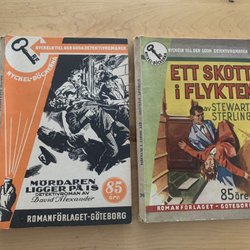 NYCKELN TILL DEN GODA DETEKTIVROMANEN
NYCKEL-BÖCKERNA
MÖRDAREN
LIGGER PÅ IS
DETEKTIVROMAN AV
David Alexander
85
ÖRE
ROMANFÖRLAGET-GÖTEBORG
NYCKELN TILL DEN GODA DETEKTIVROMANEN
ETT SKOTT
i FLYKTEN
av STEWART
STERLING
85 öre
ROMANFÖRLAGET - GÖTEBORG